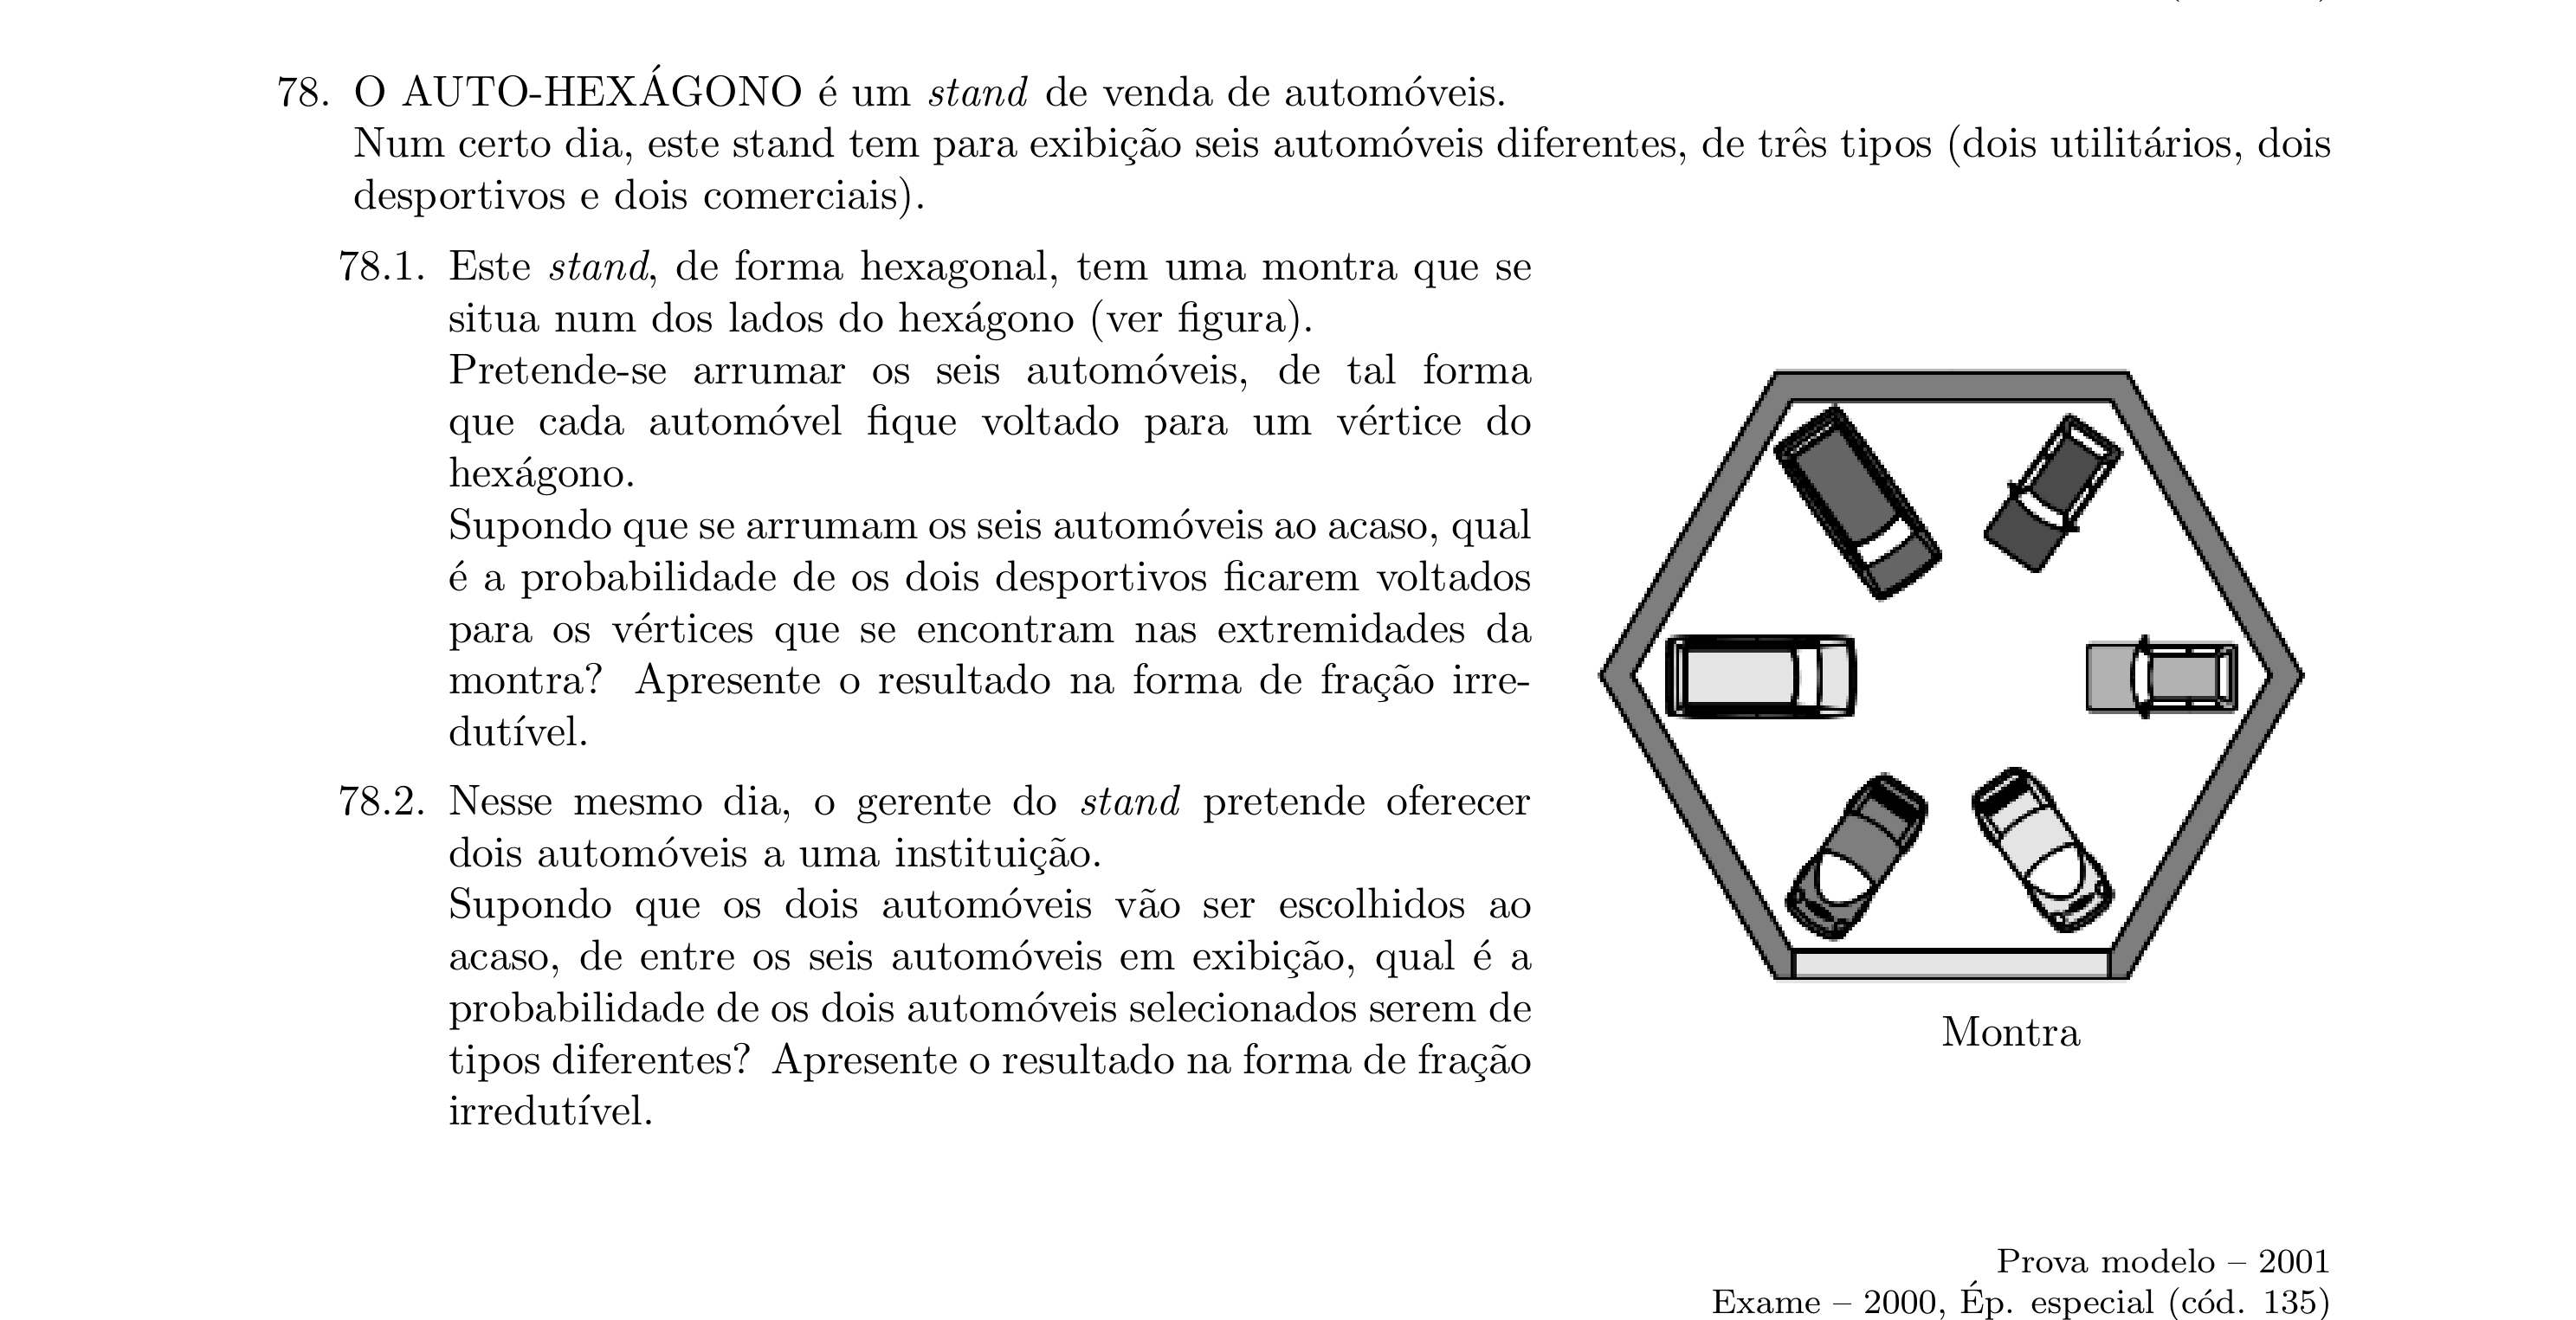 78. O AUTO-HEXÁGONO é um stand de venda de automóveis.
Num certo dia, este stand tem para exibição seis automóveis diferentes, de três tipos (dois utilitários, dois
desportivos e dois comerciais).
78.1. Este stand, de forma hexagonal, tem uma montra que se
situa num dos lados do hexágono (ver figura).
Pretende-se arrumar os seis automóveis, de tal forma
que cada automóvel fique voltado para um vértice do
hexágono.
Supondo que se arrumam os seis automóveis ao acaso, qual
é a probabilidade de os dois desportivos ficarem voltados
para os vértices que se encontram nas extremidades da
montra? Apresente o resultado na forma de fração irre-
dutível.
78.2. Nesse mesmo dia, o gerente do stand pretende oferecer
dois automóveis a uma instituição.
Supondo que os dois automóveis vão ser escolhidos ao
acaso, de entre os seis automóveis em exibição, qual é a
probabilidade de os dois automóveis selecionados serem de
tipos diferentes? Apresente o resultado na forma de fração
irredutível.
Montra
Prova modelo – 2001
Exame – 2000, Ép. especial (cód. 135)